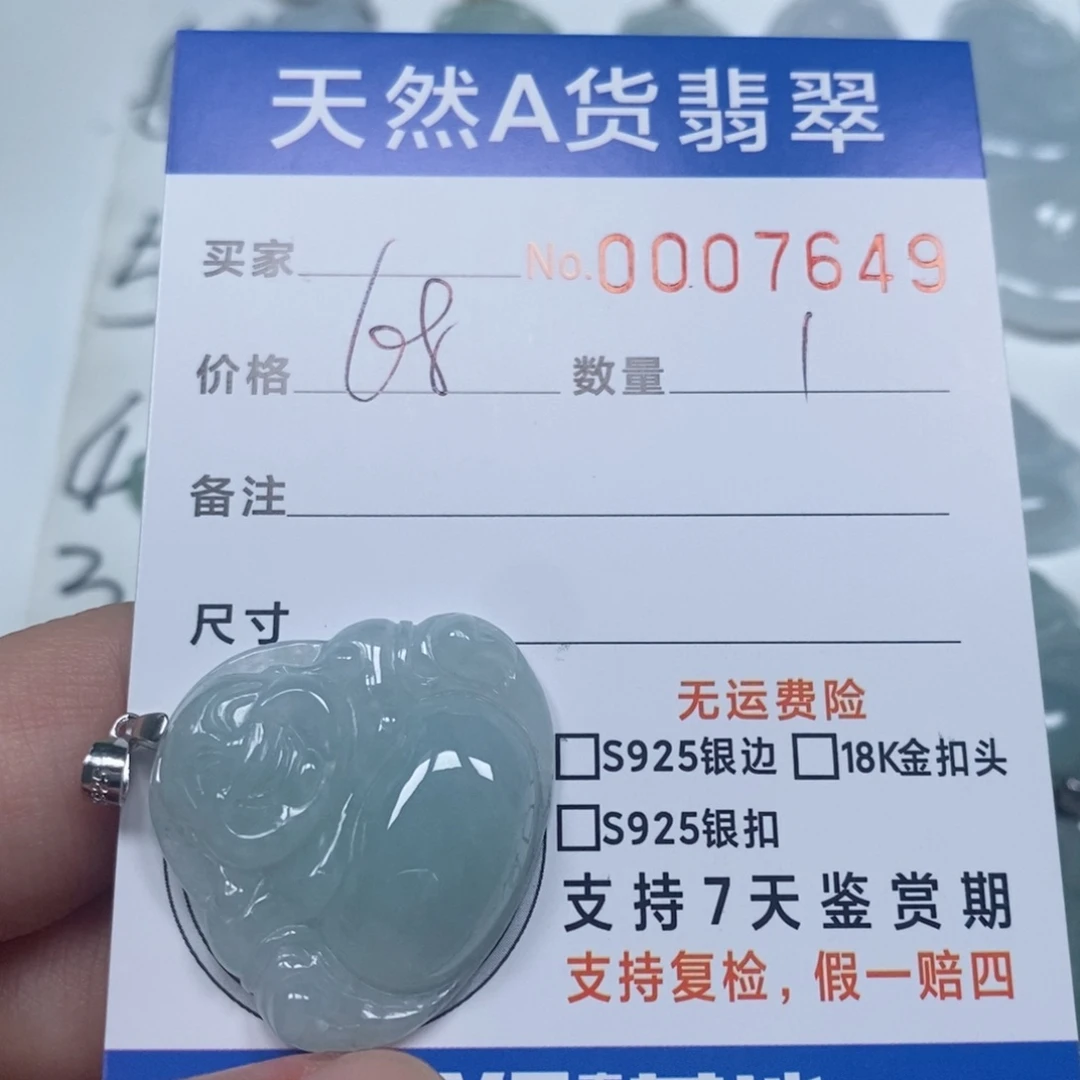 天然A货翡翠
买家 No.0007649
价格 68 数量 1
备注
尺寸
无运费险
□S925银边 □18K金扣头
□S925银扣
支持7天鉴赏期
支持复检，假一赔四
4
3